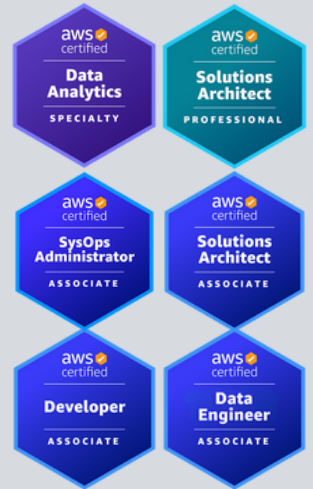 aws
certified
Data
Analytics
SPECIALTY
aws
certified
Solutions
Architect
PROFESSIONAL
aws
certified
SysOps
Administrator
ASSOCIATE
aws
certified
Solutions
Architect
ASSOCIATE
aws
certified
Developer
ASSOCIATE
aws
certified
Data
Engineer
ASSOCIATE